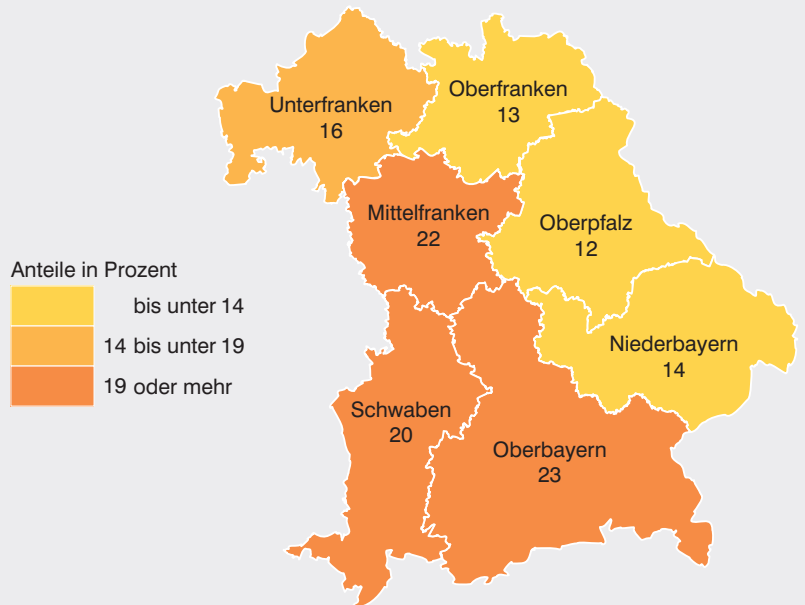 Oberfranken
13
Unterfranken
16
Mittelfranken
22
Oberpfalz
12
Anteile in Prozent
bis unter 14
14 bis unter 19
19 oder mehr
Niederbayern
14
Schwaben
20
Oberbayern
23